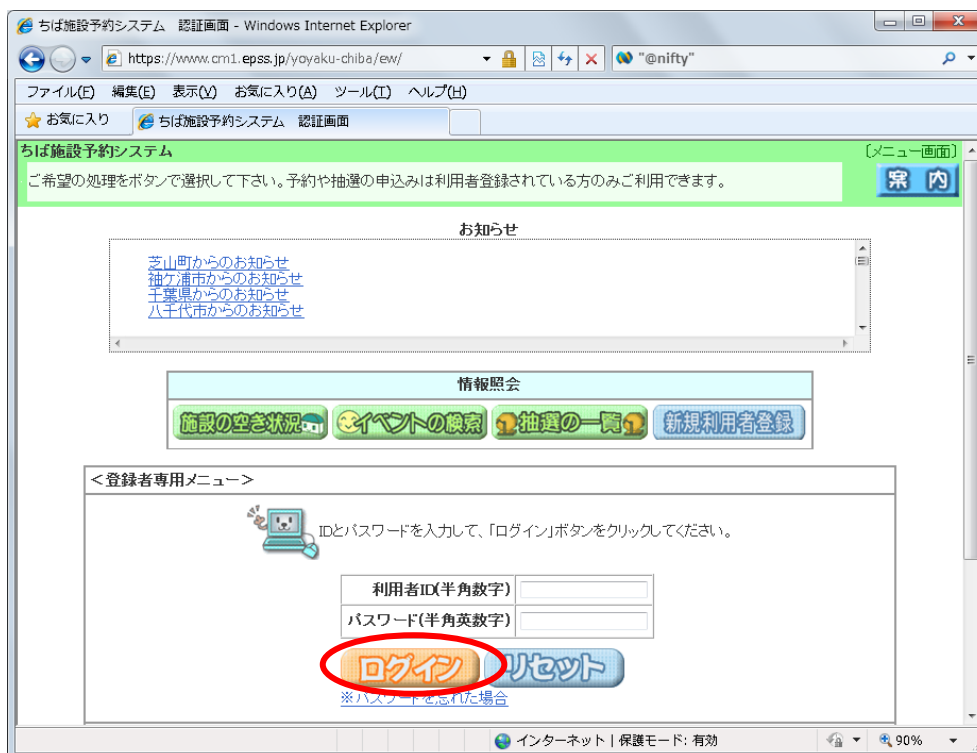 ちば施設予約システム 認証画面 - Windows Internet Explorer
https://www.cm1.epss.jp/yoyaku-chiba/ew/
"@nifty"
ファイル(F) 編集(E) 表示(V) お気に入り(A) ツール(T) ヘルプ(H)
お気に入り ちば施設予約システム 認証画面
ちば施設予約システム 〔メニュー画面〕
ご希望の処理をボタンで選択して下さい。予約や抽選の申込みは利用者登録されている方のみご利用できます。 案内
お知らせ
芝山町からのお知らせ
袖ケ浦市からのお知らせ
千葉県からのお知らせ
八千代市からのお知らせ
情報照会
施設の空き状況 イベントの検索 抽選の一覧 新規利用者登録
<登録者専用メニュー>
IDとパスワードを入力して、「ログイン」ボタンをクリックしてください。
利用者ID(半角数字)
パスワード(半角英数字)
ログイン リセット
※パスワードを忘れた場合
インターネット | 保護モード: 有効 90%